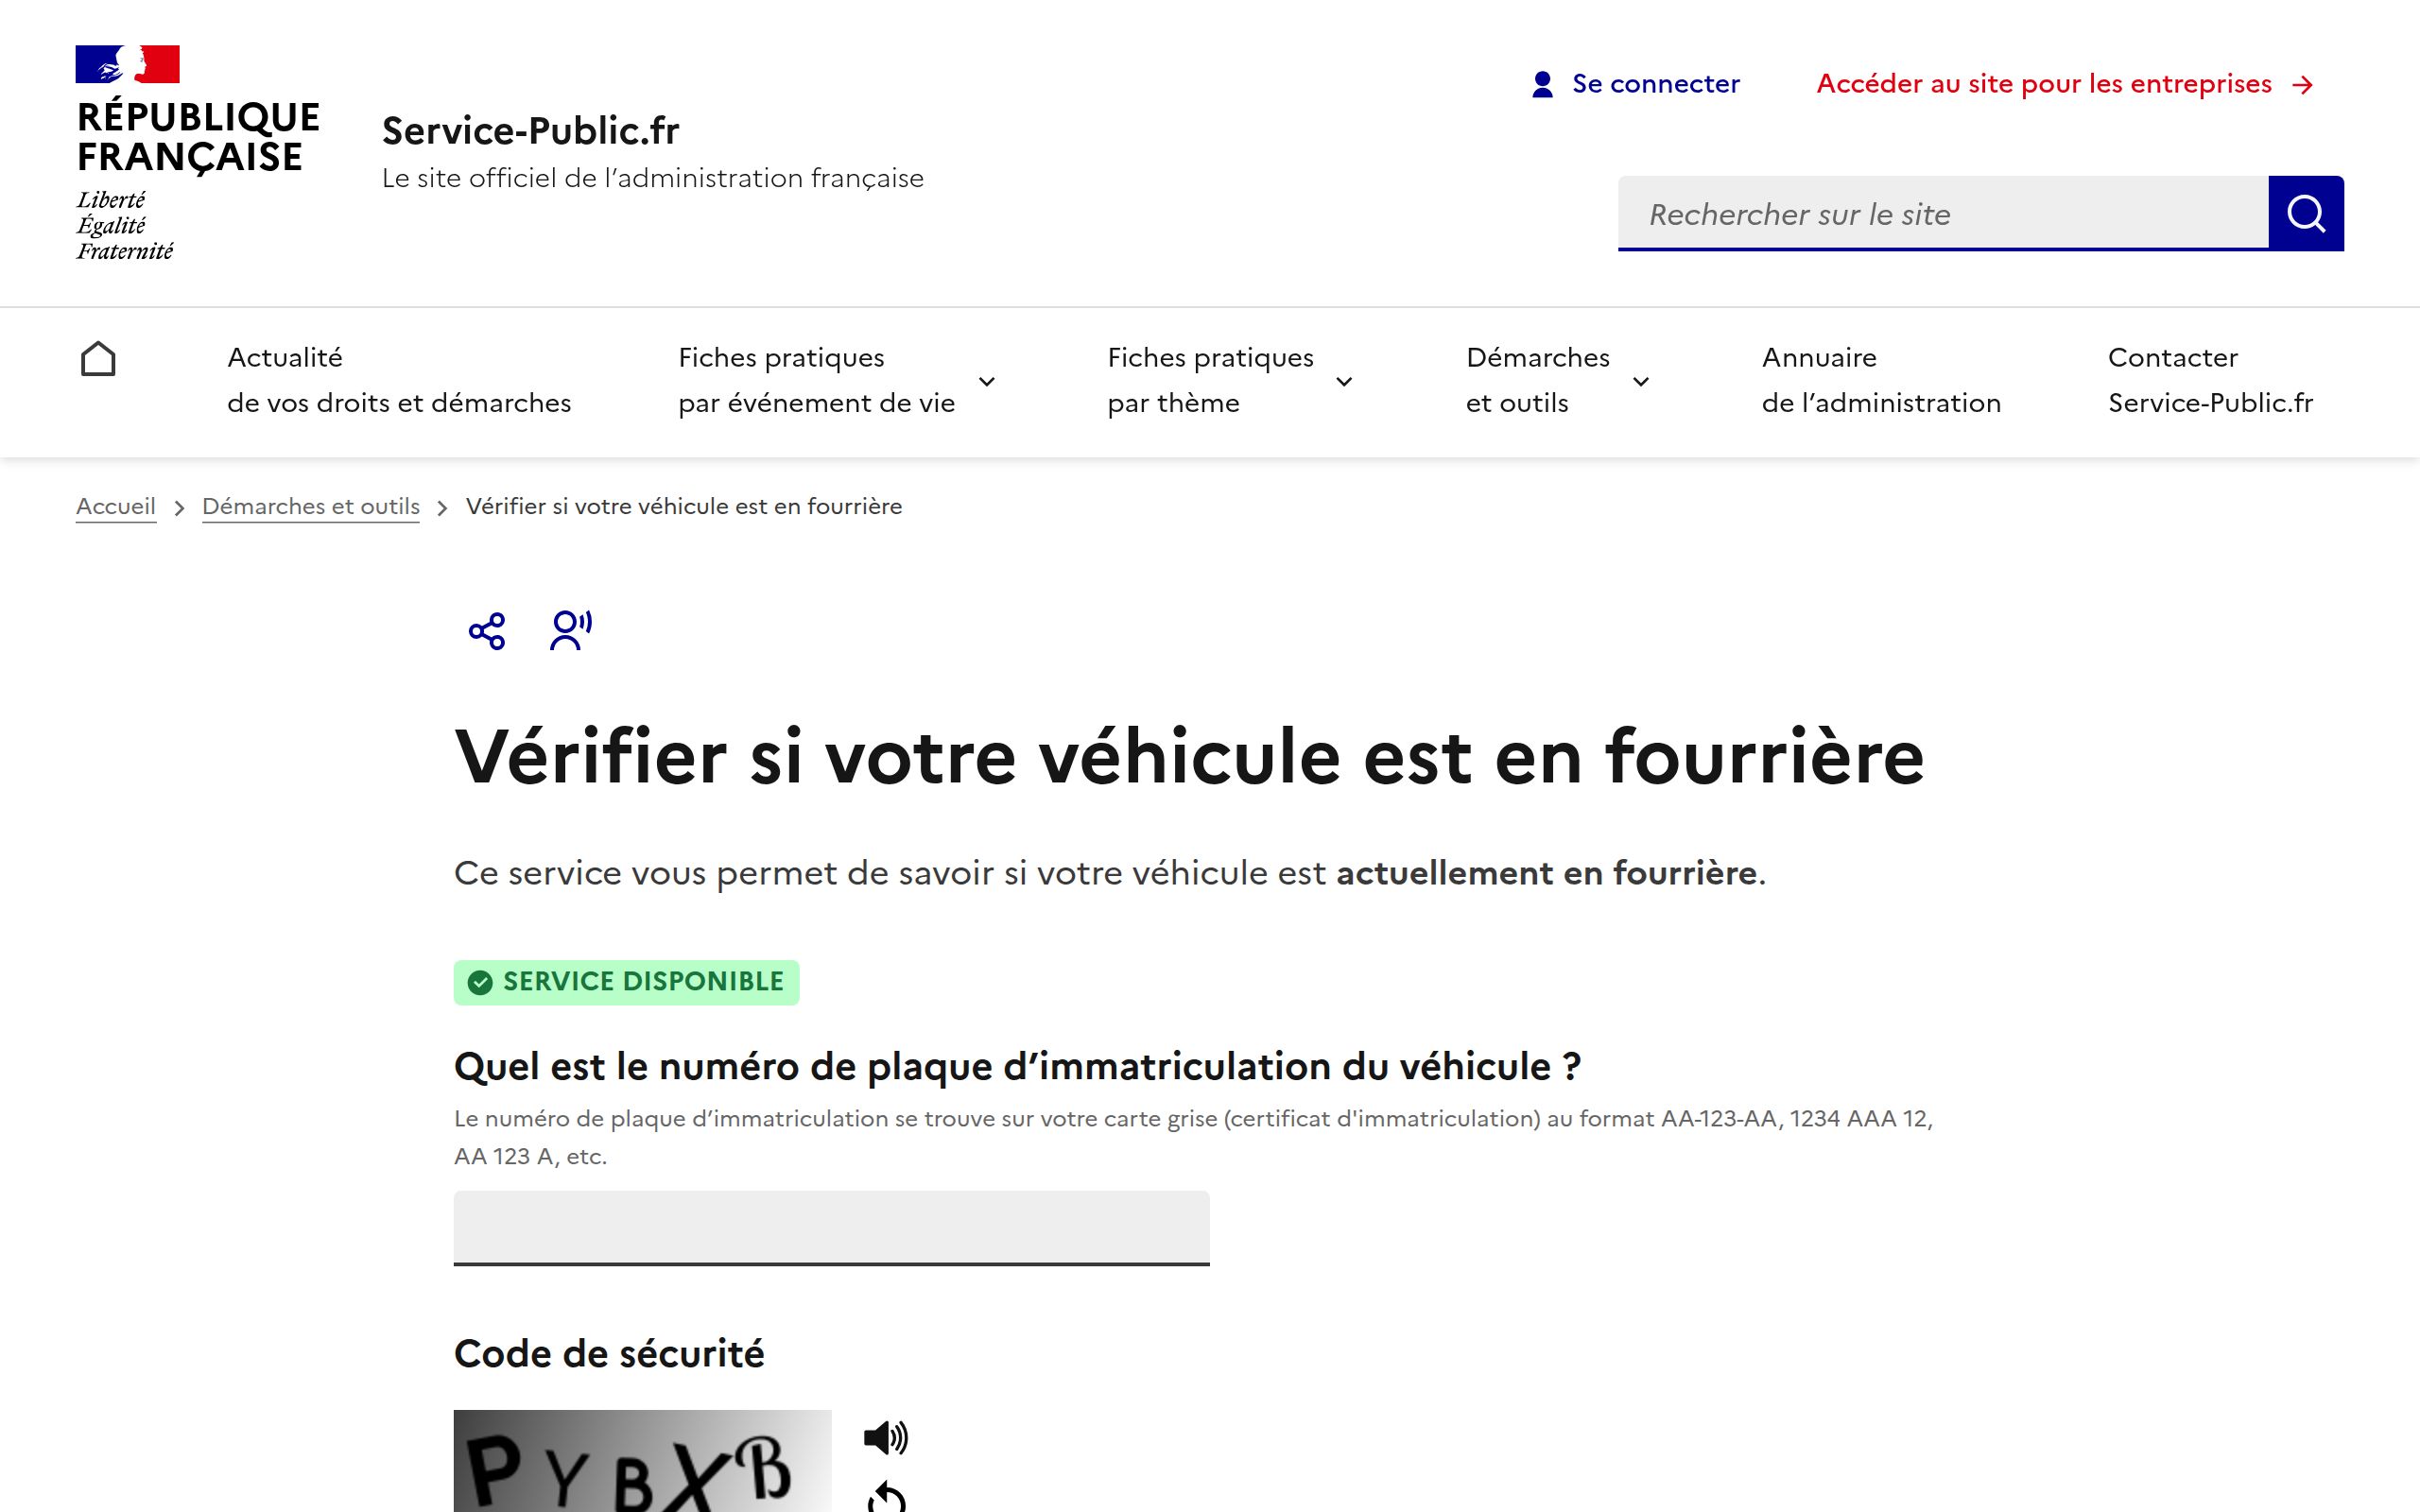 RÉPUBLIQUE
FRANÇAISE
Liberté
Égalité
Fraternité
Service-Public.fr
Le site officiel de l’administration française
Se connecter
Accéder au site pour les entreprises
Rechercher sur le site
Actualité
de vos droits et démarches
Fiches pratiques
par événement de vie
Fiches pratiques
par thème
Démarches
et outils
Annuaire
de l’administration
Contacter
Service-Public.fr
Accueil
Démarches et outils
Vérifier si votre véhicule est en fourrière
Vérifier si votre véhicule est en fourrière
Ce service vous permet de savoir si votre véhicule est actuellement en fourrière.
SERVICE DISPONIBLE
Quel est le numéro de plaque d’immatriculation du véhicule ?
Le numéro de plaque d’immatriculation se trouve sur votre carte grise (certificat d'immatriculation) au format AA-123-AA, 1234 AAA 12,
AA 123 A, etc.
Code de sécurité
P Y B X B